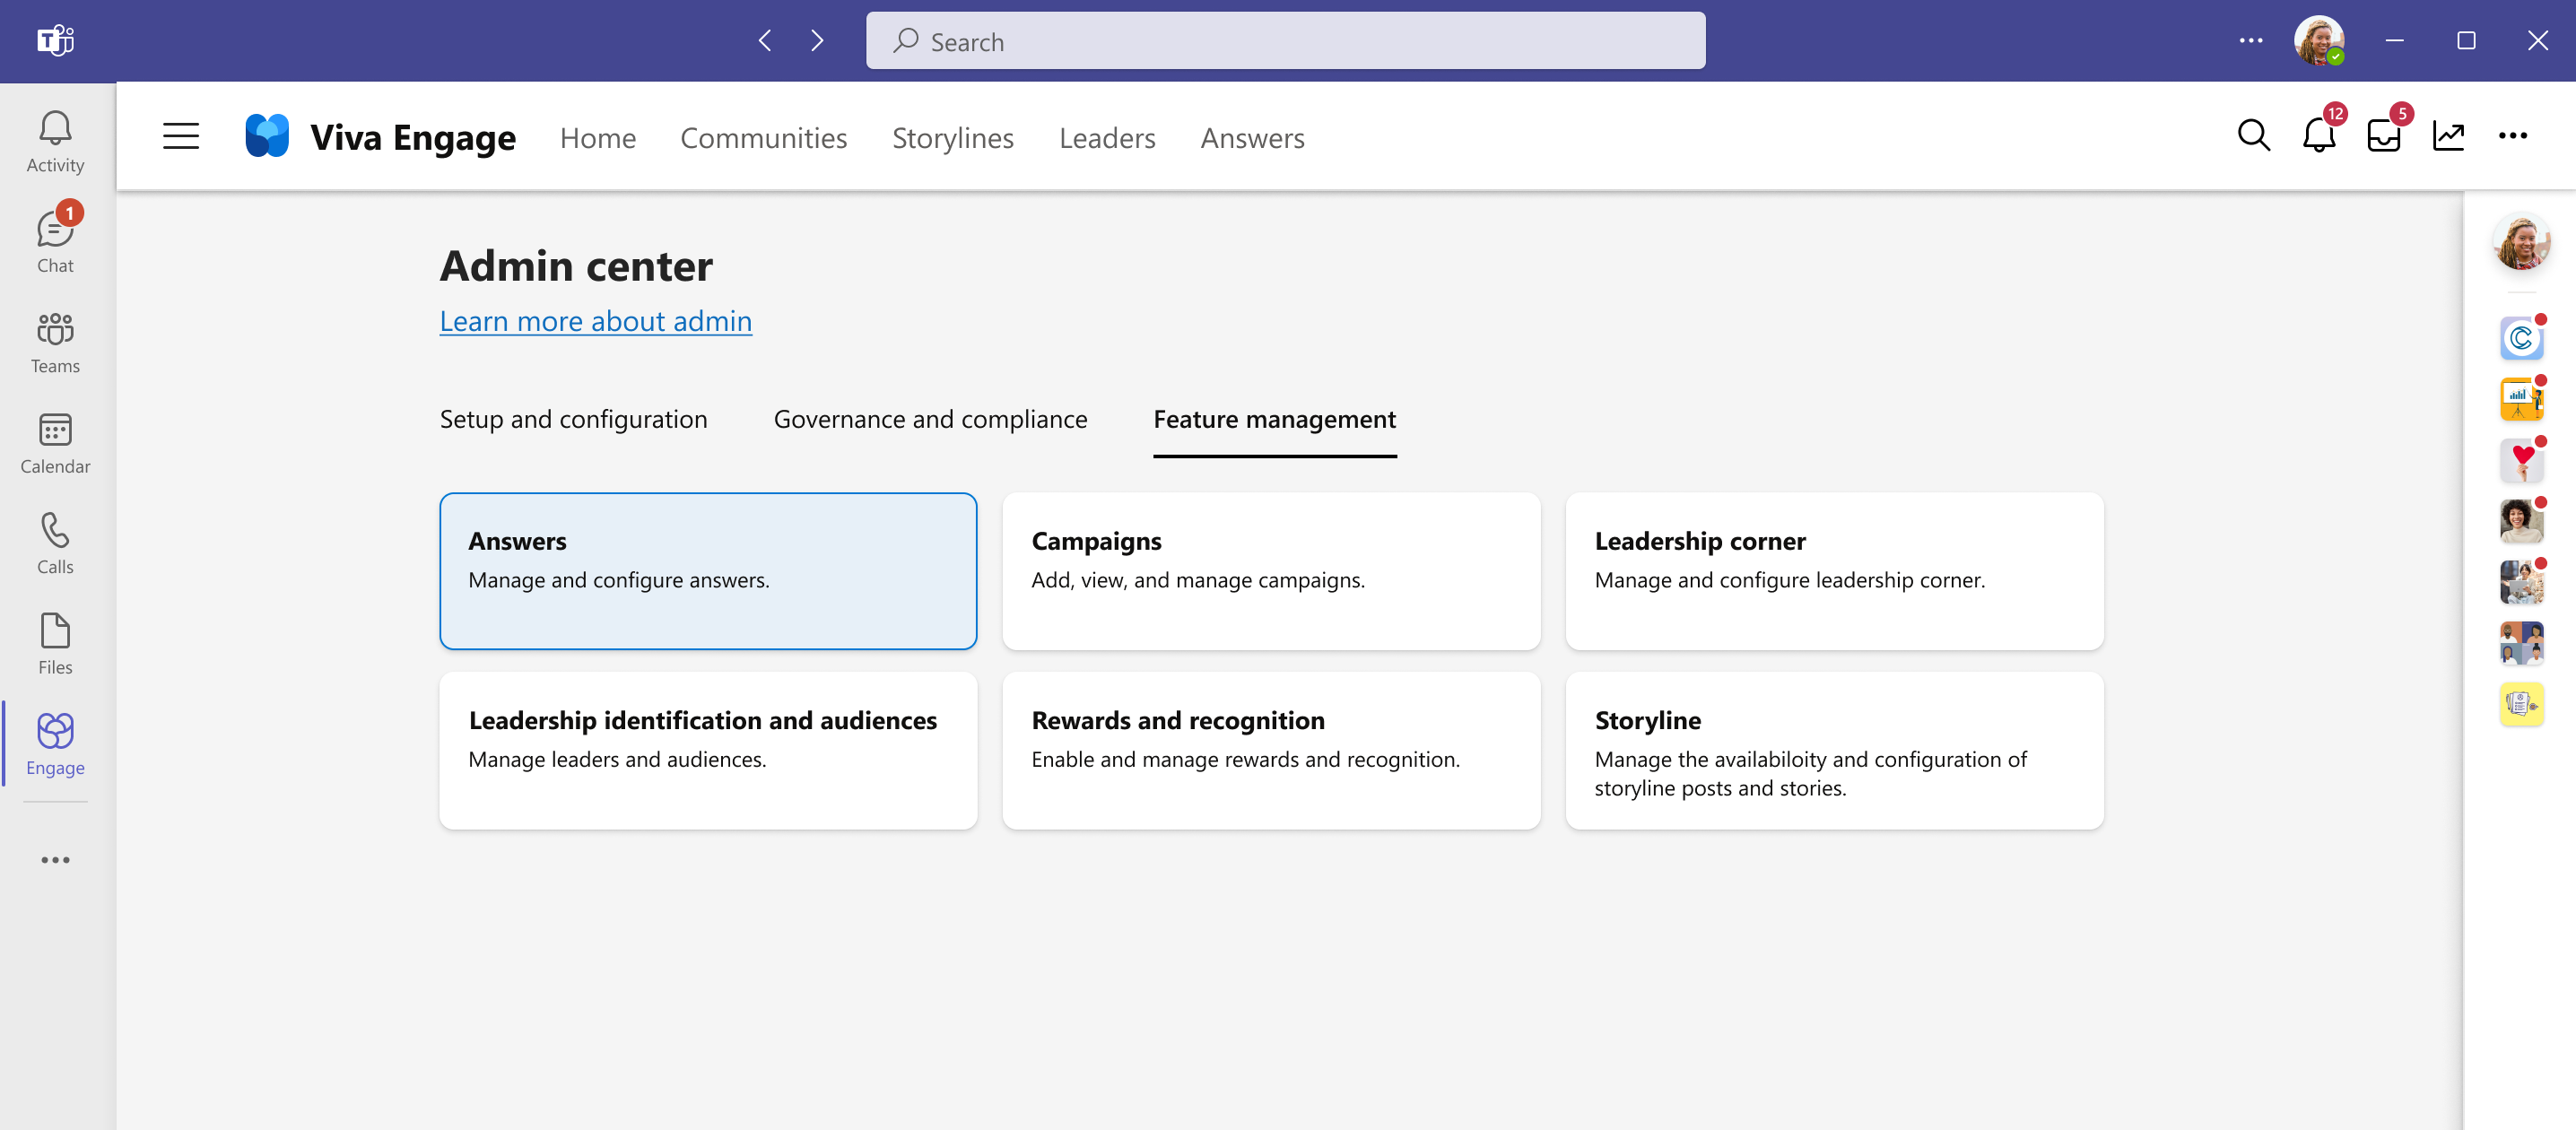 Search
Activity
1
Chat
Teams
Calendar
Calls
Files
Engage
Viva Engage
Home
Communities
Storylines
Leaders
Answers
12
5
Admin center
Learn more about admin
Setup and configuration
Governance and compliance
Feature management
Answers
Manage and configure answers.
Campaigns
Add, view, and manage campaigns.
Leadership corner
Manage and configure leadership corner.
Leadership identification and audiences
Manage leaders and audiences.
Rewards and recognition
Enable and manage rewards and recognition.
Storyline
Manage the availabiloity and configuration of
storyline posts and stories.